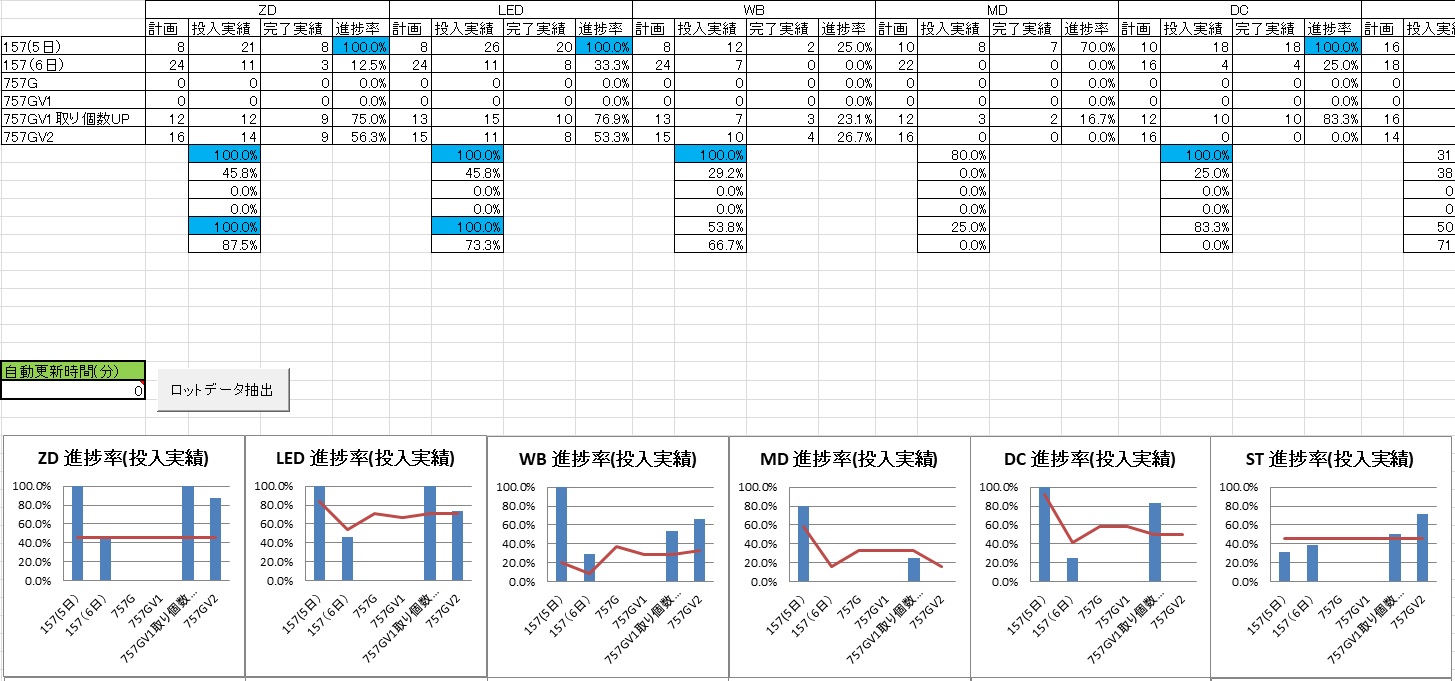 ZD LED WB MD DC
計画 投入実績 完了実績 進捗率 計画 投入実績 完了実績 進捗率 計画 投入実績 完了実績 進捗率 計画 投入実績 完了実績 進捗率 計画 投入実績 完了実績 進捗率 計画 投入実
157(5日) 8 21 8 100.0% 8 26 20 100.0% 8 12 2 25.0% 10 8 7 70.0% 10 18 18 100.0% 16
157(6日) 24 11 3 12.5% 24 11 8 33.3% 24 7 0 0.0% 22 0 0 0.0% 16 4 4 25.0% 18
757G 0 0 0 0.0% 0 0 0 0.0% 0 0 0 0.0% 0 0 0 0.0% 0 0 0 0.0% 0
757GV1 0 0 0 0.0% 0 0 0 0.0% 0 0 0 0.0% 0 0 0 0.0% 0 0 0 0.0% 0
757GV1取り個数UP 12 12 9 75.0% 13 15 10 76.9% 13 7 3 23.1% 12 3 2 16.7% 12 10 10 83.3% 16
757GV2 16 14 9 56.3% 15 11 8 53.3% 15 10 4 26.7% 16 0 0 0.0% 16 0 0 0.0% 14
100.0% 100.0% 100.0% 80.0% 100.0% 31
45.8% 45.8% 29.2% 0.0% 25.0% 38
0.0% 0.0% 0.0% 0.0% 0.0% 0
0.0% 0.0% 0.0% 0.0% 0.0% 0
100.0% 100.0% 53.8% 25.0% 83.3% 50
87.5% 73.3% 66.7% 0.0% 0.0% 71
自動更新時間(分)
0
ロットデータ抽出
ZD 進捗率(投入実績)
100.0%
80.0%
60.0%
40.0%
20.0%
0.0%
157(5日) 157(6日) 757G 757GV1 757GV1取り個数… 757GV2
LED 進捗率(投入実績)
100.0%
80.0%
60.0%
40.0%
20.0%
0.0%
157(5日) 157(6日) 757G 757GV1 757GV1取り個数… 757GV2
WB 進捗率(投入実績)
100.0%
80.0%
60.0%
40.0%
20.0%
0.0%
157(5日) 157(6日) 757G 757GV1 757GV1取り個数… 757GV2
MD 進捗率(投入実績)
100.0%
80.0%
60.0%
40.0%
20.0%
0.0%
157(5日) 157(6日) 757G 757GV1 757GV1取り個数… 757GV2
DC 進捗率(投入実績)
100.0%
80.0%
60.0%
40.0%
20.0%
0.0%
157(5日) 157(6日) 757G 757GV1 757GV1取り個数… 757GV2
ST 進捗率(投入実績)
100.0%
80.0%
60.0%
40.0%
20.0%
0.0%
157(5日) 157(6日) 757G 757GV1 757GV1取り個数… 757GV2